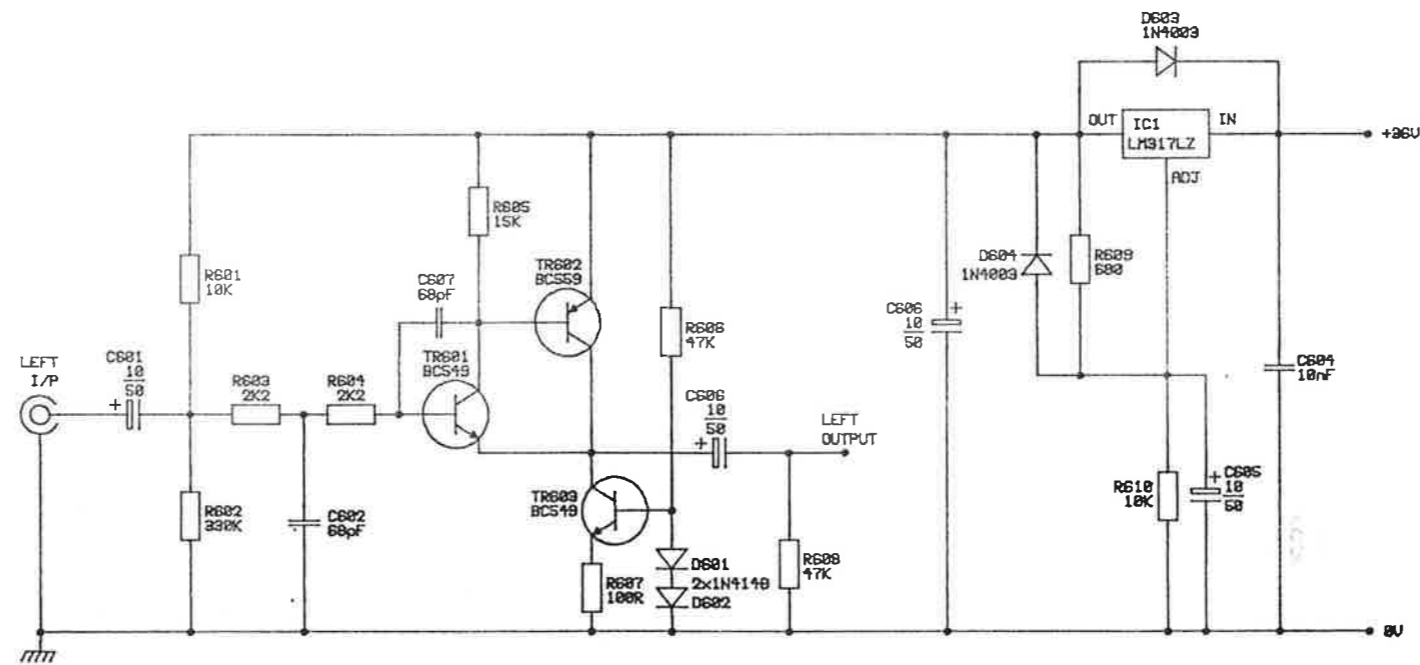 D603
1N4003
OUT
IC1
LM317LZ
IN
+36V
ADJ
R605
15K
R601
10K
C607
68pF
TR602
BC559
R606
47K
C606
10
50
D604
1N4003
R609
680
C604
10nF
LEFT
I/P
C601
10
50
R603
2K2
R604
2K2
TR601
BC549
C606
10
50
LEFT
OUTPUT
R602
330K
C602
68pF
TR603
BC549
R610
10K
C605
10
50
R607
100R
D601
2x1N4148
D602
R608
47K
0V